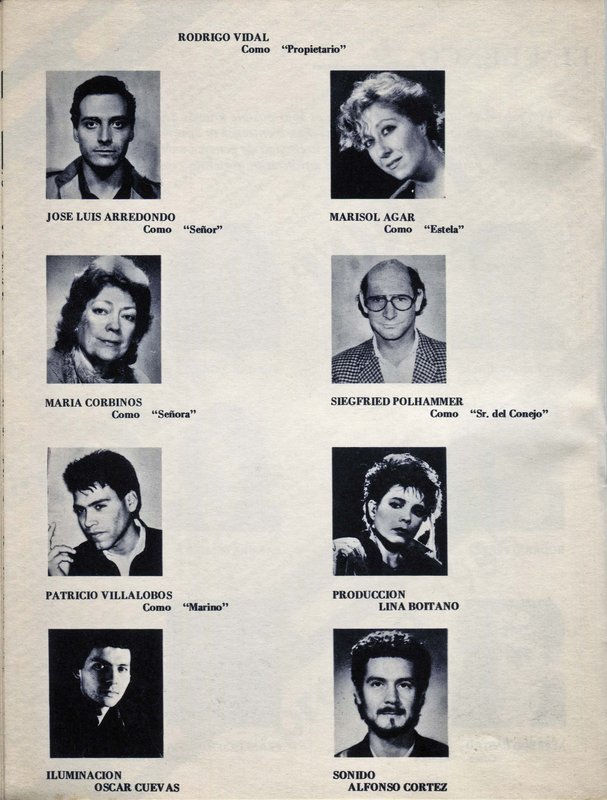 RODRIGO VIDAL
Como "Propietario"
JOSE LUIS ARREDONDO
Como "Señor"
MARISOL AGAR
Como "Estela"
MARIA CORBINOS
Como "Señora"
SIEGFRIED POLHAMMER
Como "Sr. del Conejo"
PATRICIO VILLALOBOS
Como "Marino"
PRODUCCION
LINA BOITANO
ILUMINACION
OSCAR CUEVAS
SONIDO
ALFONSO CORTEZ